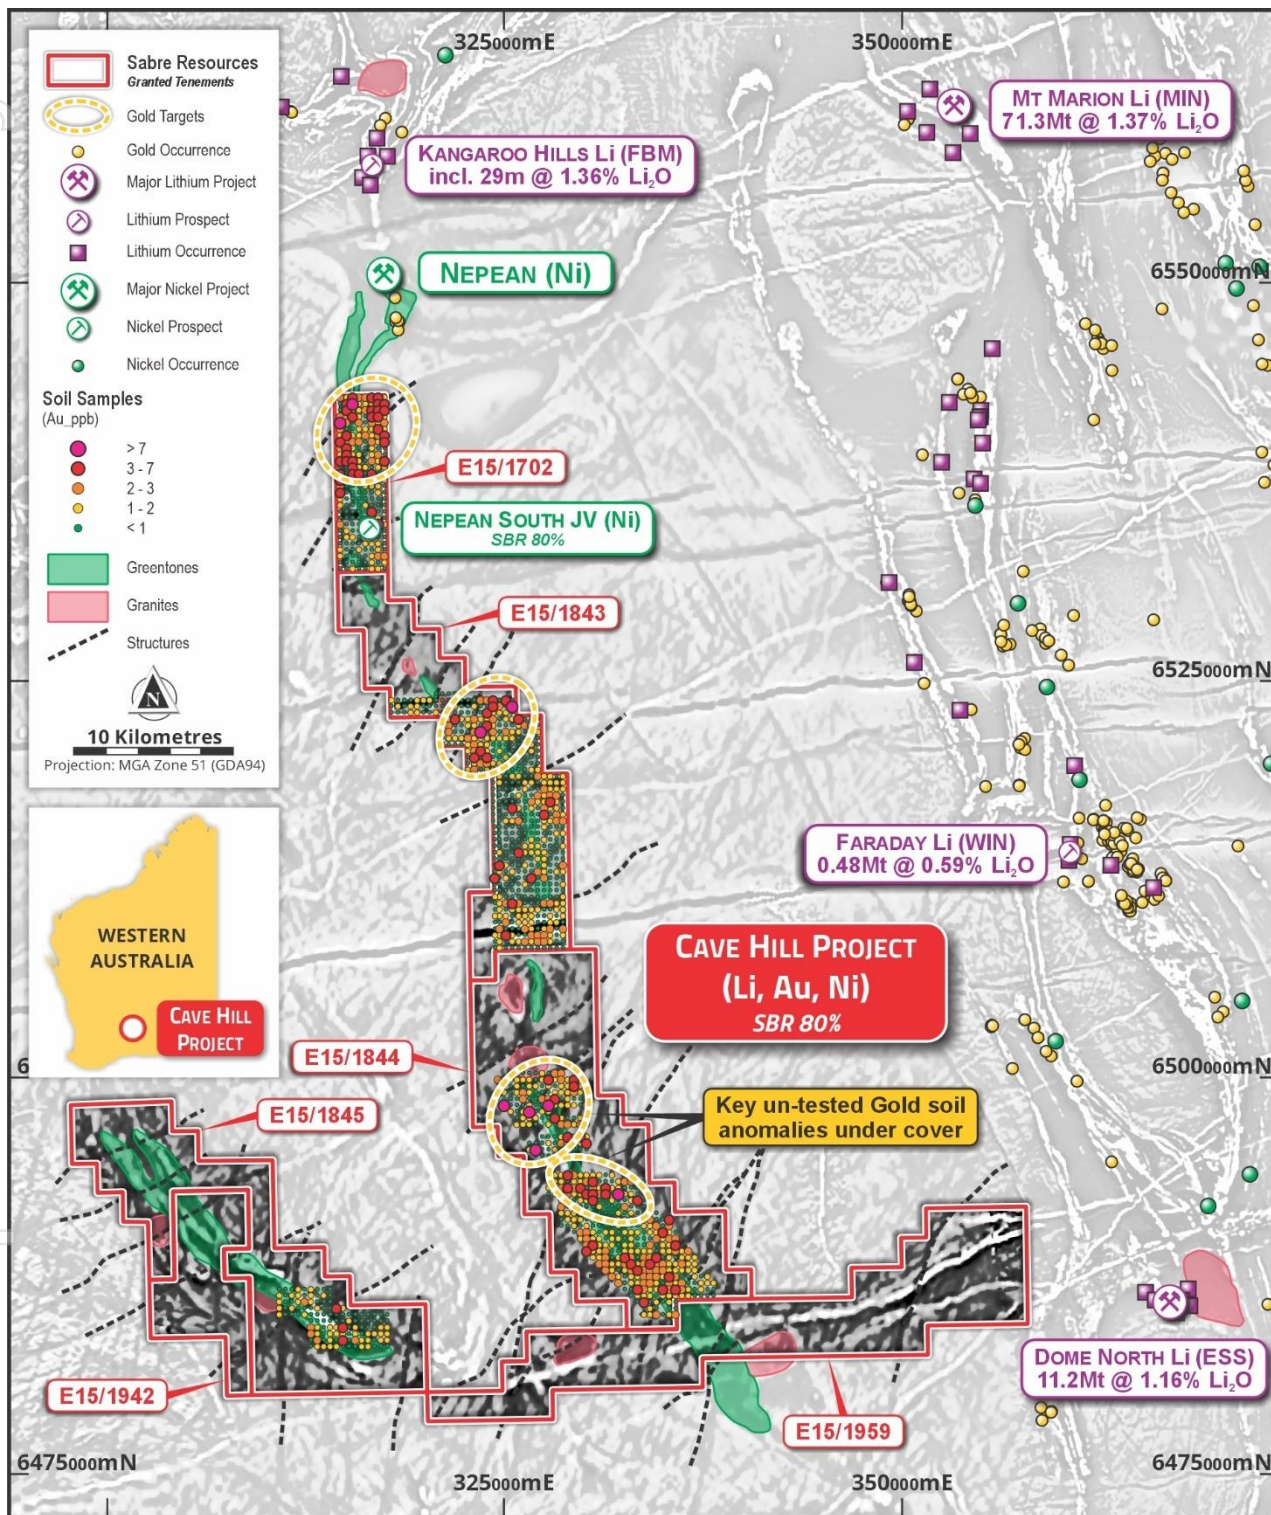 325000mE
350000mE
Sabre Resources
Granted Tenements
Gold Targets
Gold Occurrence
Major Lithium Project
Lithium Prospect
Lithium Occurrence
Major Nickel Project
Nickel Prospect
Nickel Occurrence
Soil Samples
(Au_ppb)
> 7
3 - 7
2 - 3
1 - 2
< 1
Greentones
Granites
Structures
N
10 Kilometres
Projection: MGA Zone 51 (GDA94)
WESTERN
AUSTRALIA
CAVE HILL
PROJECT
KANGAROO HILLS Li (FBM)
incl. 29m @ 1.36% Li₂O
MT MARION Li (MIN)
71.3Mt @ 1.37% Li₂O
NEPEAN (Ni)
6550000mN
E15/1702
NEPEAN SOUTH JV (Ni)
SBR 80%
E15/1843
6525000mN
FARADAY Li (WIN)
0.48Mt @ 0.59% Li₂O
CAVE HILL PROJECT
(Li, Au, Ni)
SBR 80%
E15/1844
6500000mN
E15/1845
Key un-tested Gold soil
anomalies under cover
DOME NORTH Li (ESS)
11.2Mt @ 1.16% Li₂O
E15/1942
E15/1959
6475000mN
325000mE
350000mE
6475000mN